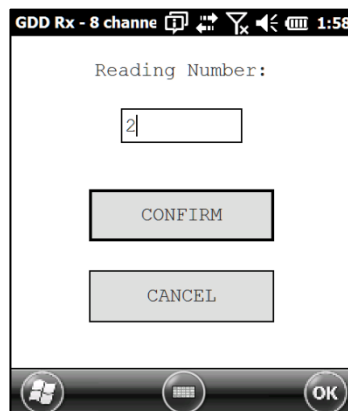 GDD Rx - 8 channe 1:58
Reading Number:
2
CONFIRM
CANCEL
OK